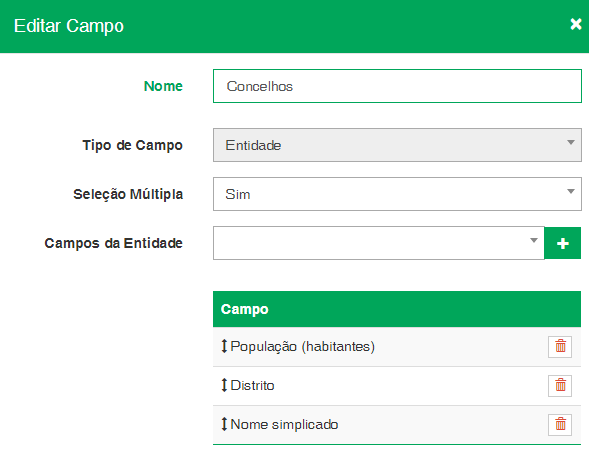 Editar Campo
Nome
Concelhos
Tipo de Campo
Entidade
Seleção Múltipla
Sim
Campos da Entidade
Campo
População (habitantes)
Distrito
Nome simplicado